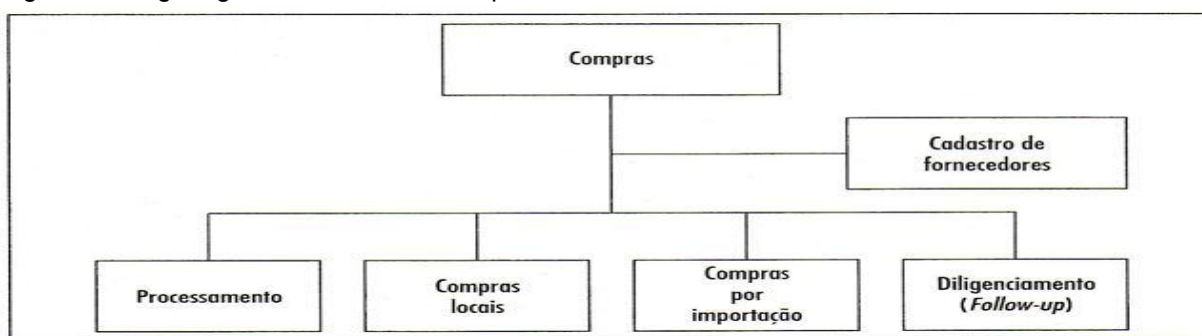 Compras
Cadastro de
fornecedores
Processamento
Compras
locais
Compras
por
importação
Diligenciamento
(Follow-up)